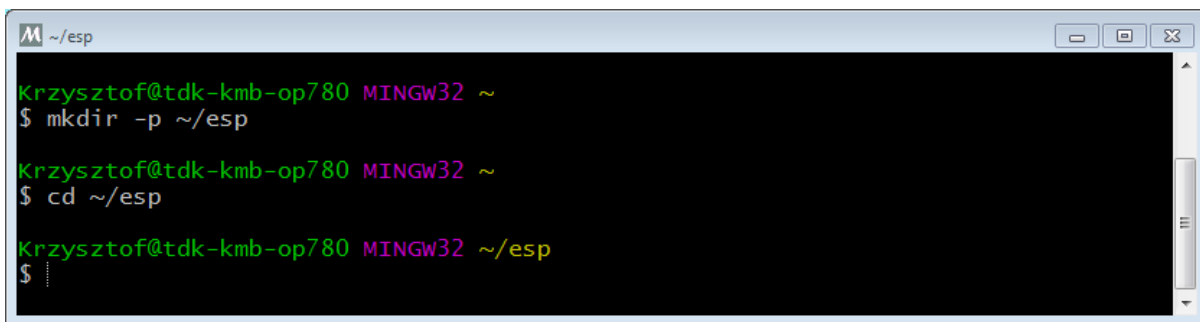 ~/esp
Krzysztof@tdk-kmb-op780 MINGW32 ~
$ mkdir -p ~/esp
Krzysztof@tdk-kmb-op780 MINGW32 ~
$ cd ~/esp
Krzysztof@tdk-kmb-op780 MINGW32 ~/esp
$